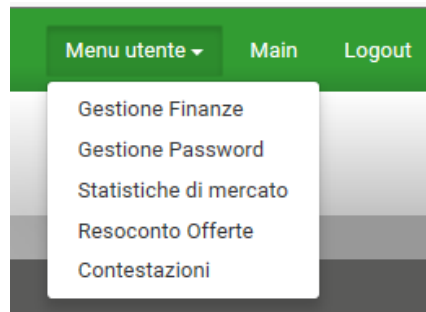 Menu utente Main Logout
Gestione Finanze
Gestione Password
Statistiche di mercato
Resoconto Offerte
Contestazioni